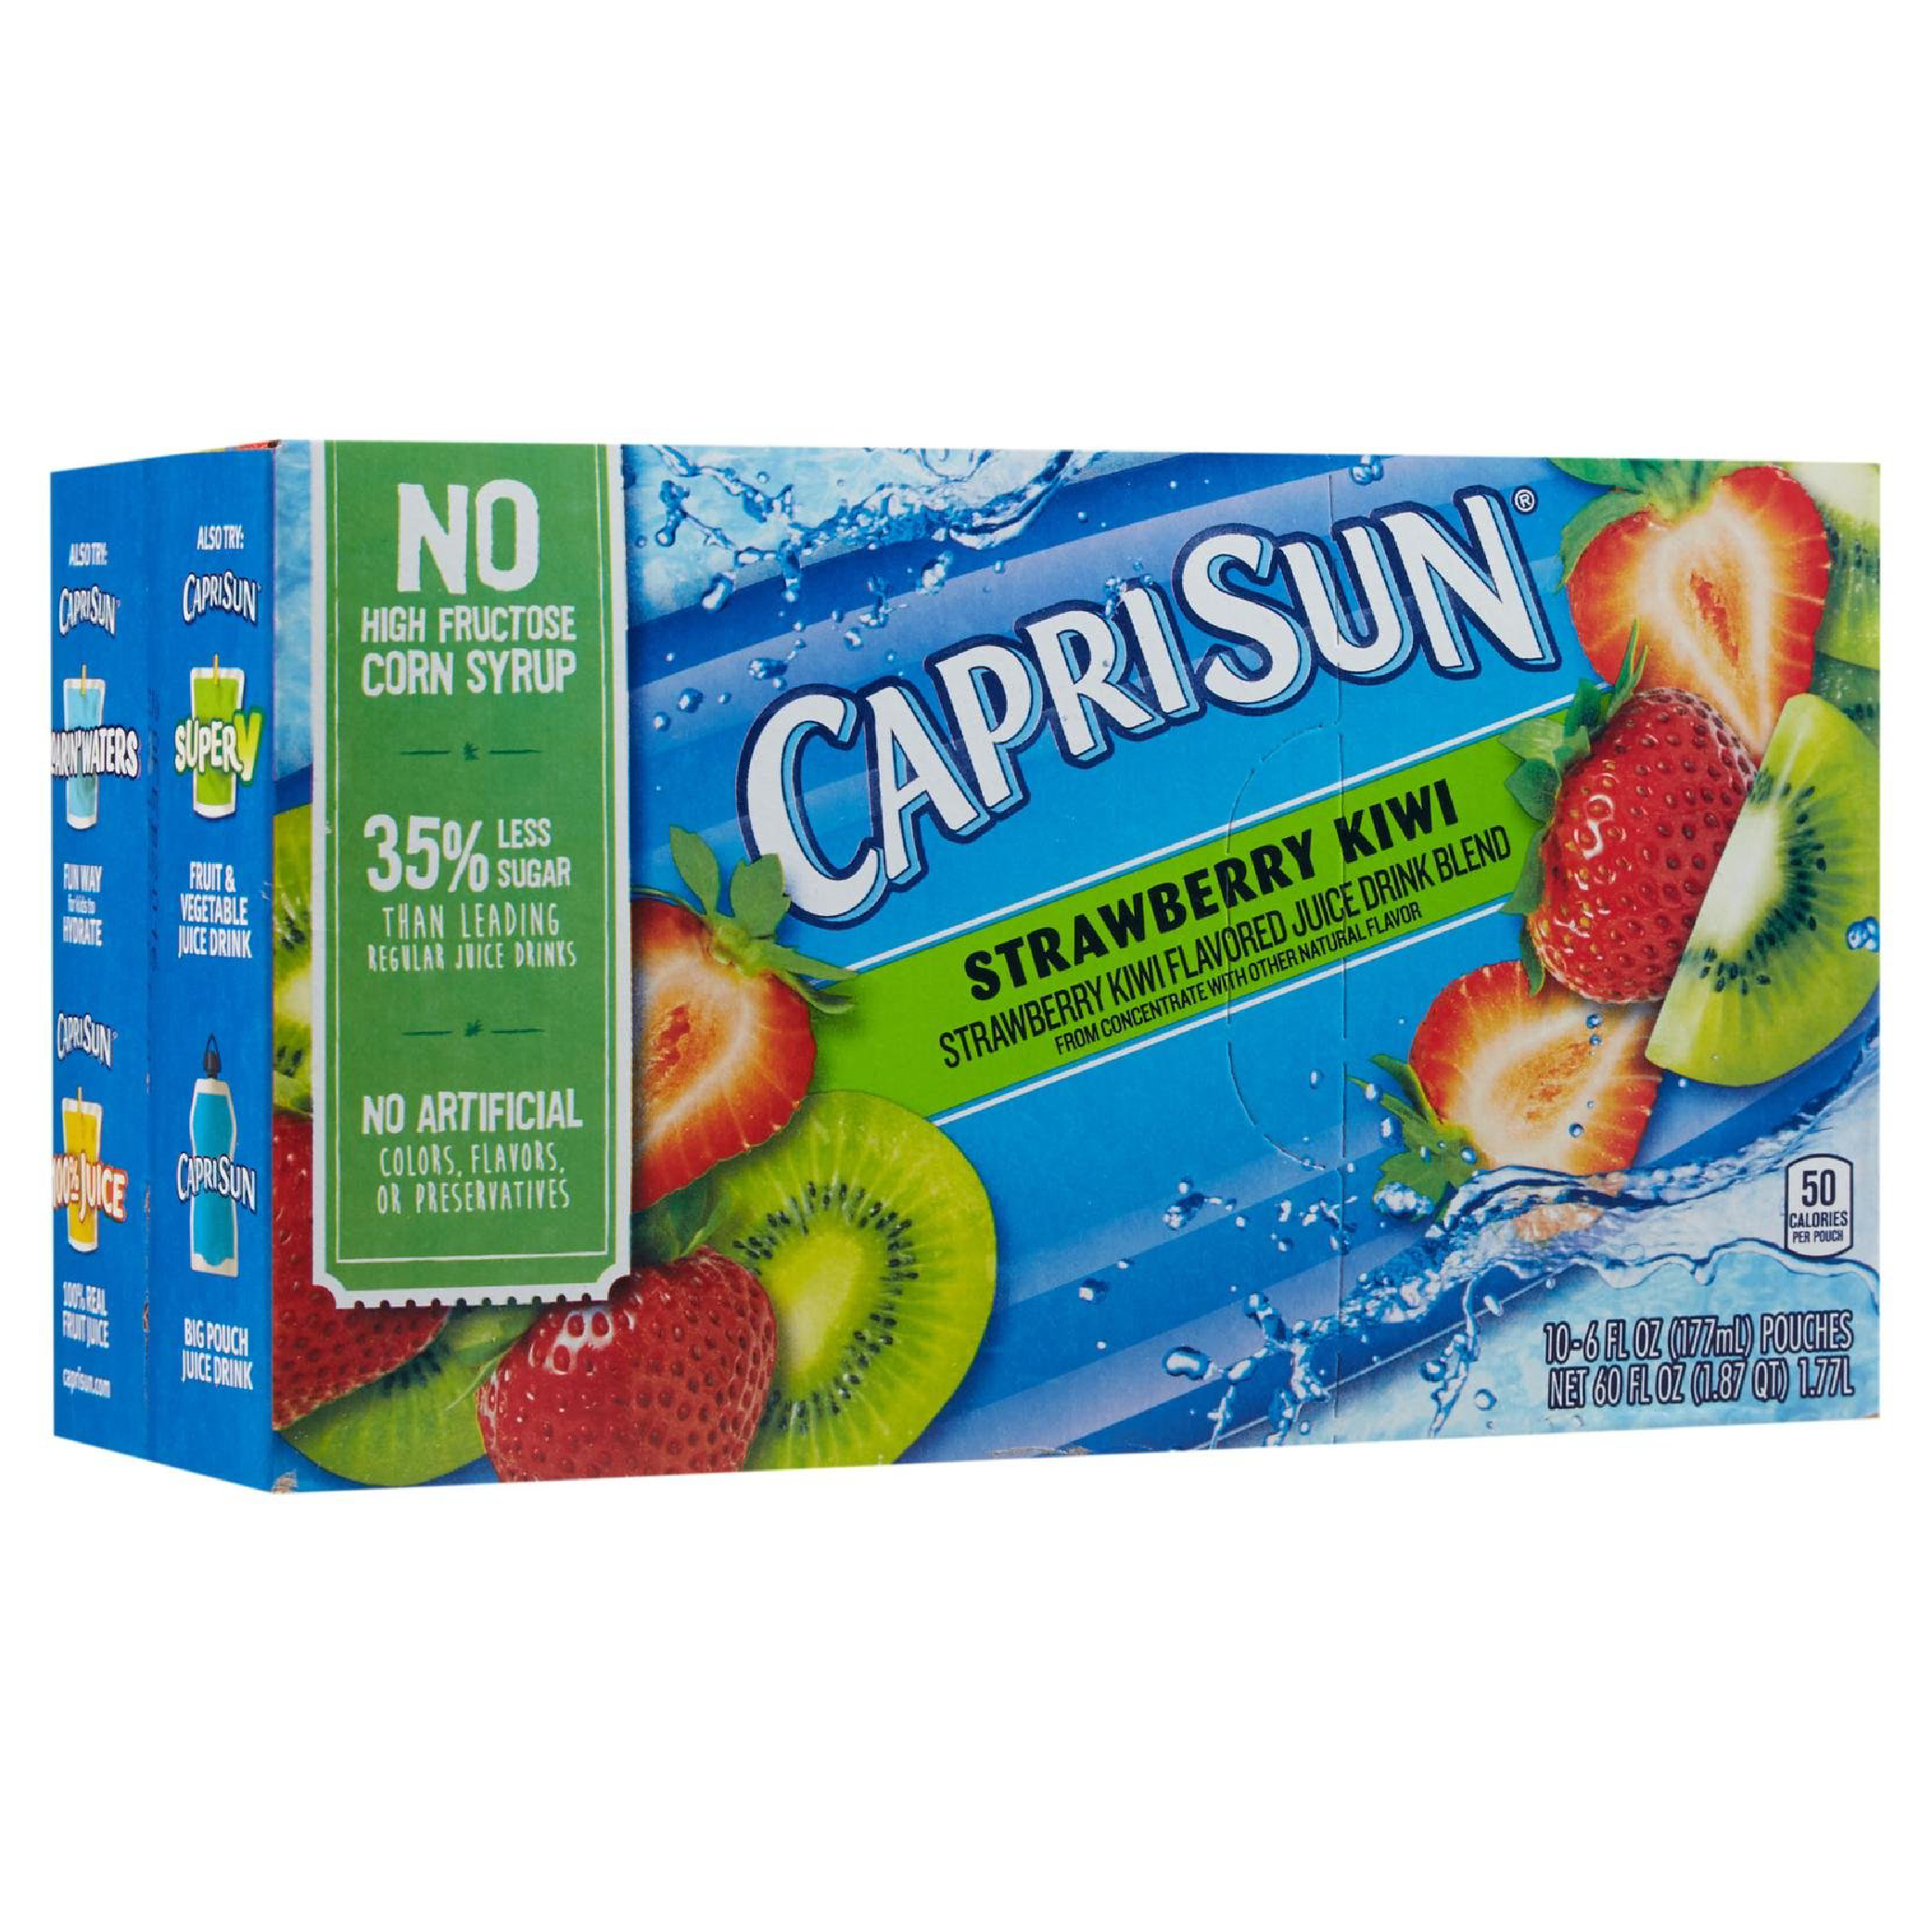 ALSO TRY:
CAPRISUN
WATERS
FUN WAY
for kids to
HYDRATE
CAPRISUN
100% JUICE
100% REAL
FRUIT JUICE
caprisun.com
ALSO TRY:
CAPRISUN
SUPER V
FRUIT &
VEGETABLE
JUICE DRINK
CAPRISUN
BIG POUCH
JUICE DRINK
NO
HIGH FRUCTOSE
CORN SYRUP
35% LESS
SUGAR
THAN LEADING
REGULAR JUICE DRINKS
NO ARTIFICIAL
COLORS, FLAVORS,
OR PRESERVATIVES
CAPRISUN®
STRAWBERRY KIWI
STRAWBERRY KIWI FLAVORED JUICE DRINK BLEND
FROM CONCENTRATE WITH OTHER NATURAL FLAVOR
50
CALORIES
PER POUCH
10-6 FL OZ (177mL) POUCHES
NET 60 FL OZ (1.87 QT) 1.77L